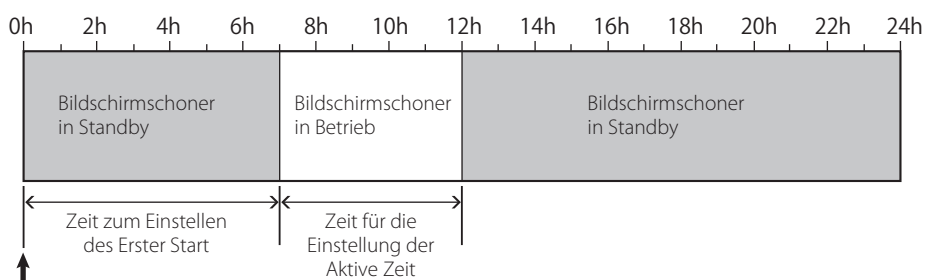 0h 2h 4h 6h 8h 10h 12h 14h 16h 18h 20h 22h 24h
Bildschirmschoner
in Standby
Bildschirmschoner
in Betrieb
Bildschirmschoner
in Standby
Zeit zum Einstellen
des Erster Start
Zeit für die
Einstellung der
Aktive Zeit